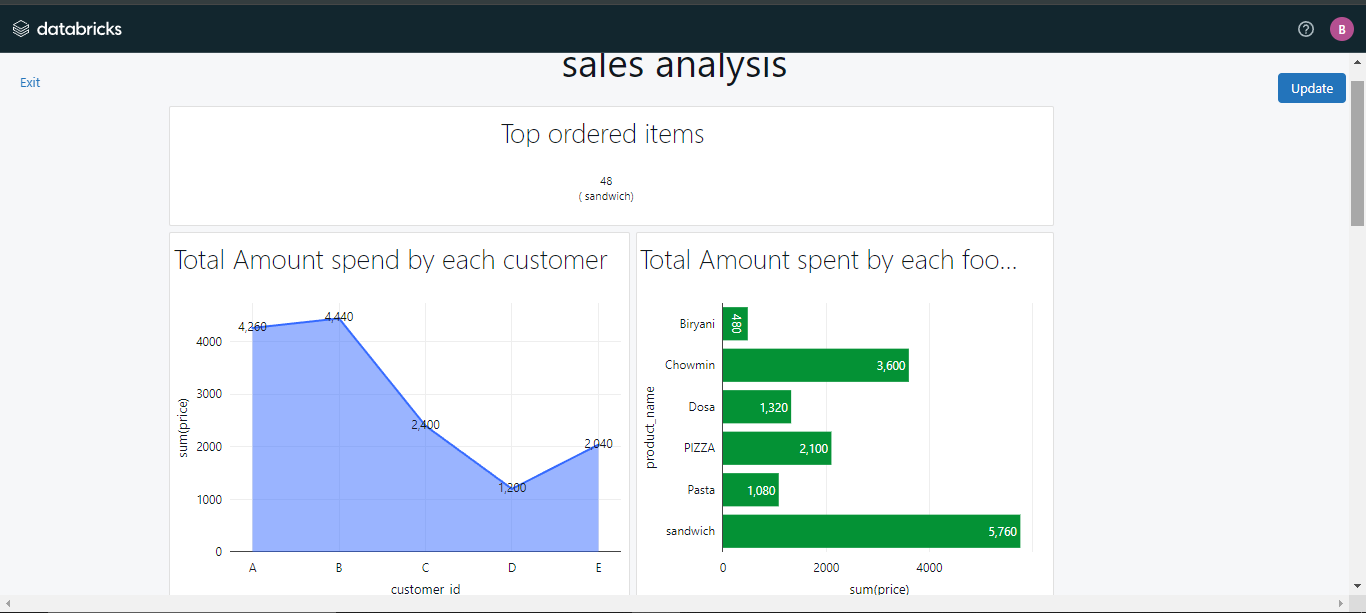 databricks
B
sales analysis
Exit
Update
Top ordered items
48
( sandwich)
Total Amount spend by each customer
4,260
4,440
2,400
1,200
2,040
4000
3000
2000
1000
0
sum(price)
A B C D E
customer_id
Total Amount spent by each foo...
product_name
Biryani 480
Chowmin 3,600
Dosa 1,320
PIZZA 2,100
Pasta 1,080
sandwich 5,760
0 2000 4000
sum(price)